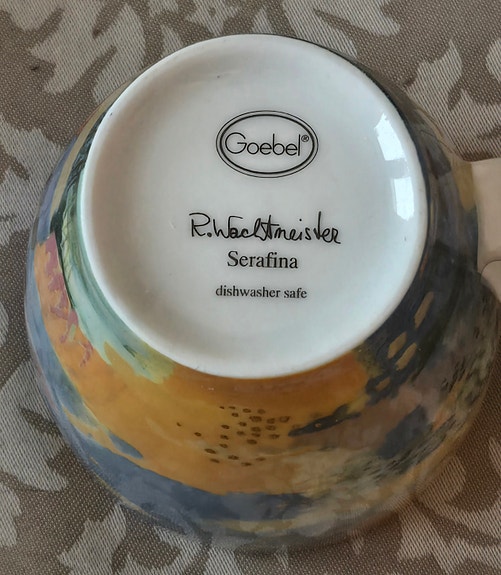 Goebel®
R. Wachtmeister
Serafina
dishwasher safe